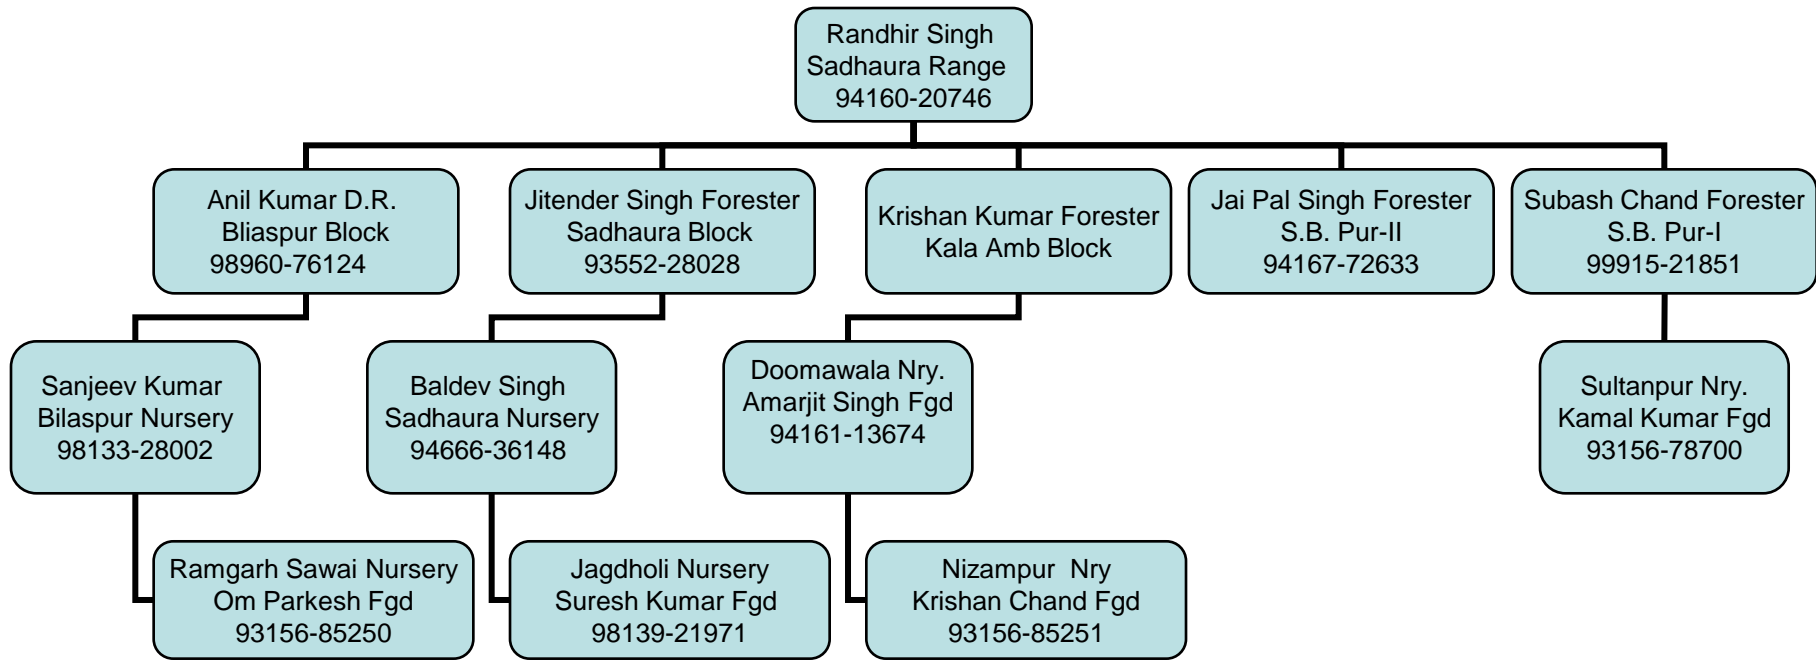 Randhir Singh
Sadhaura Range
94160-20746
Anil Kumar D.R.
Bliaspur Block
98960-76124
Jitender Singh Forester
Sadhaura Block
93552-28028
Krishan Kumar Forester
Kala Amb Block
Jai Pal Singh Forester
S.B. Pur-II
94167-72633
Subash Chand Forester
S.B. Pur-I
99915-21851
Sanjeev Kumar
Bilaspur Nursery
98133-28002
Baldev Singh
Sadhaura Nursery
94666-36148
Doomawala Nry.
Amarjit Singh Fgd
94161-13674
Sultanpur Nry.
Kamal Kumar Fgd
93156-78700
Ramgarh Sawai Nursery
Om Parkesh Fgd
93156-85250
Jagdholi Nursery
Suresh Kumar Fgd
98139-21971
Nizampur  Nry
Krishan Chand Fgd
93156-85251